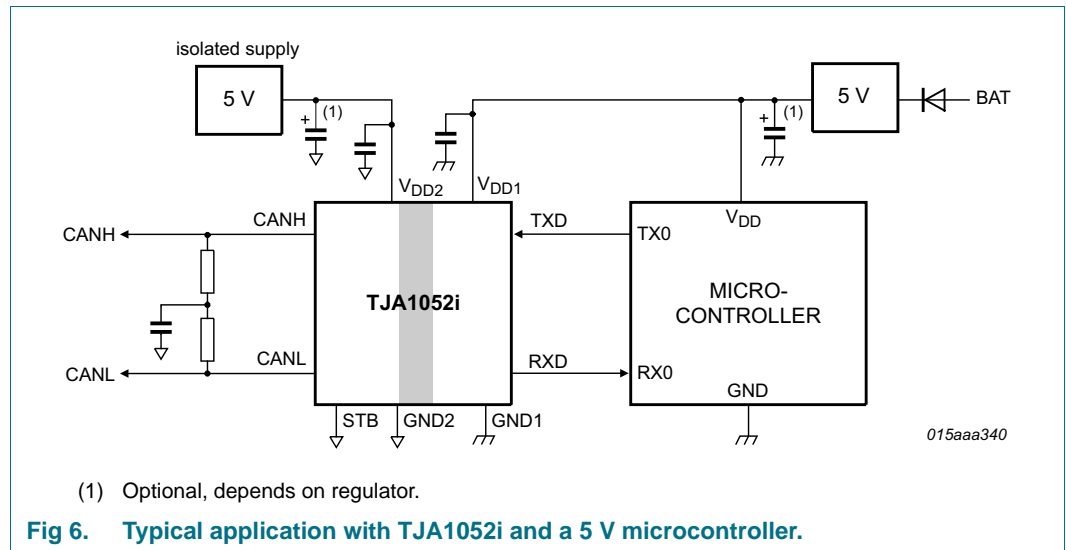 isolated supply
5 V
(1)
+
5 V
(1)
+
BAT
VDD2
VDD1
VDD
CANH
CANH
TXD
TX0
TJA1052i
MICRO-
CONTROLLER
CANL
CANL
RXD
RX0
GND
STB
GND2
GND1
015aaa340
(1) Optional, depends on regulator.
Fig 6. Typical application with TJA1052i and a 5 V microcontroller.